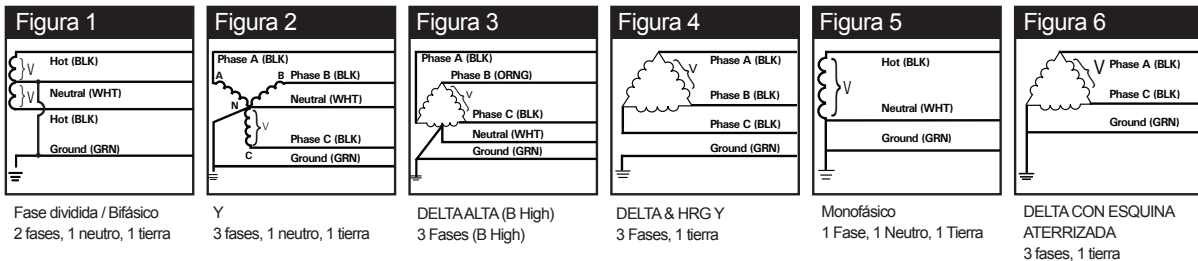 Figura 1
V
Hot (BLK)
V
Neutral (WHT)
Hot (BLK)
Ground (GRN)
Fase dividida / Bifásico
2 fases, 1 neutro, 1 tierra
Figura 2
Phase A (BLK)
A
B
Phase B (BLK)
N
Neutral (WHT)
V
Phase C (BLK)
C
Ground (GRN)
Y
3 fases, 1 neutro, 1 tierra
Figura 3
Phase A (BLK)
Phase B (ORNG)
V
Phase C (BLK)
Neutral (WHT)
Ground (GRN)
DELTA ALTA (B High)
3 Fases (B High)
Figura 4
V
Phase A (BLK)
Phase B (BLK)
Phase C (BLK)
Ground (GRN)
DELTA & HRG Y
3 Fases, 1 tierra
Figura 5
Hot (BLK)
V
Neutral (WHT)
Ground (GRN)
Monofásico
1 Fase, 1 Neutro, 1 Tierra
Figura 6
V
Phase A (BLK)
Phase C (BLK)
Ground (GRN)
DELTA CON ESQUINA
ATERRIZADA
3 fases, 1 tierra